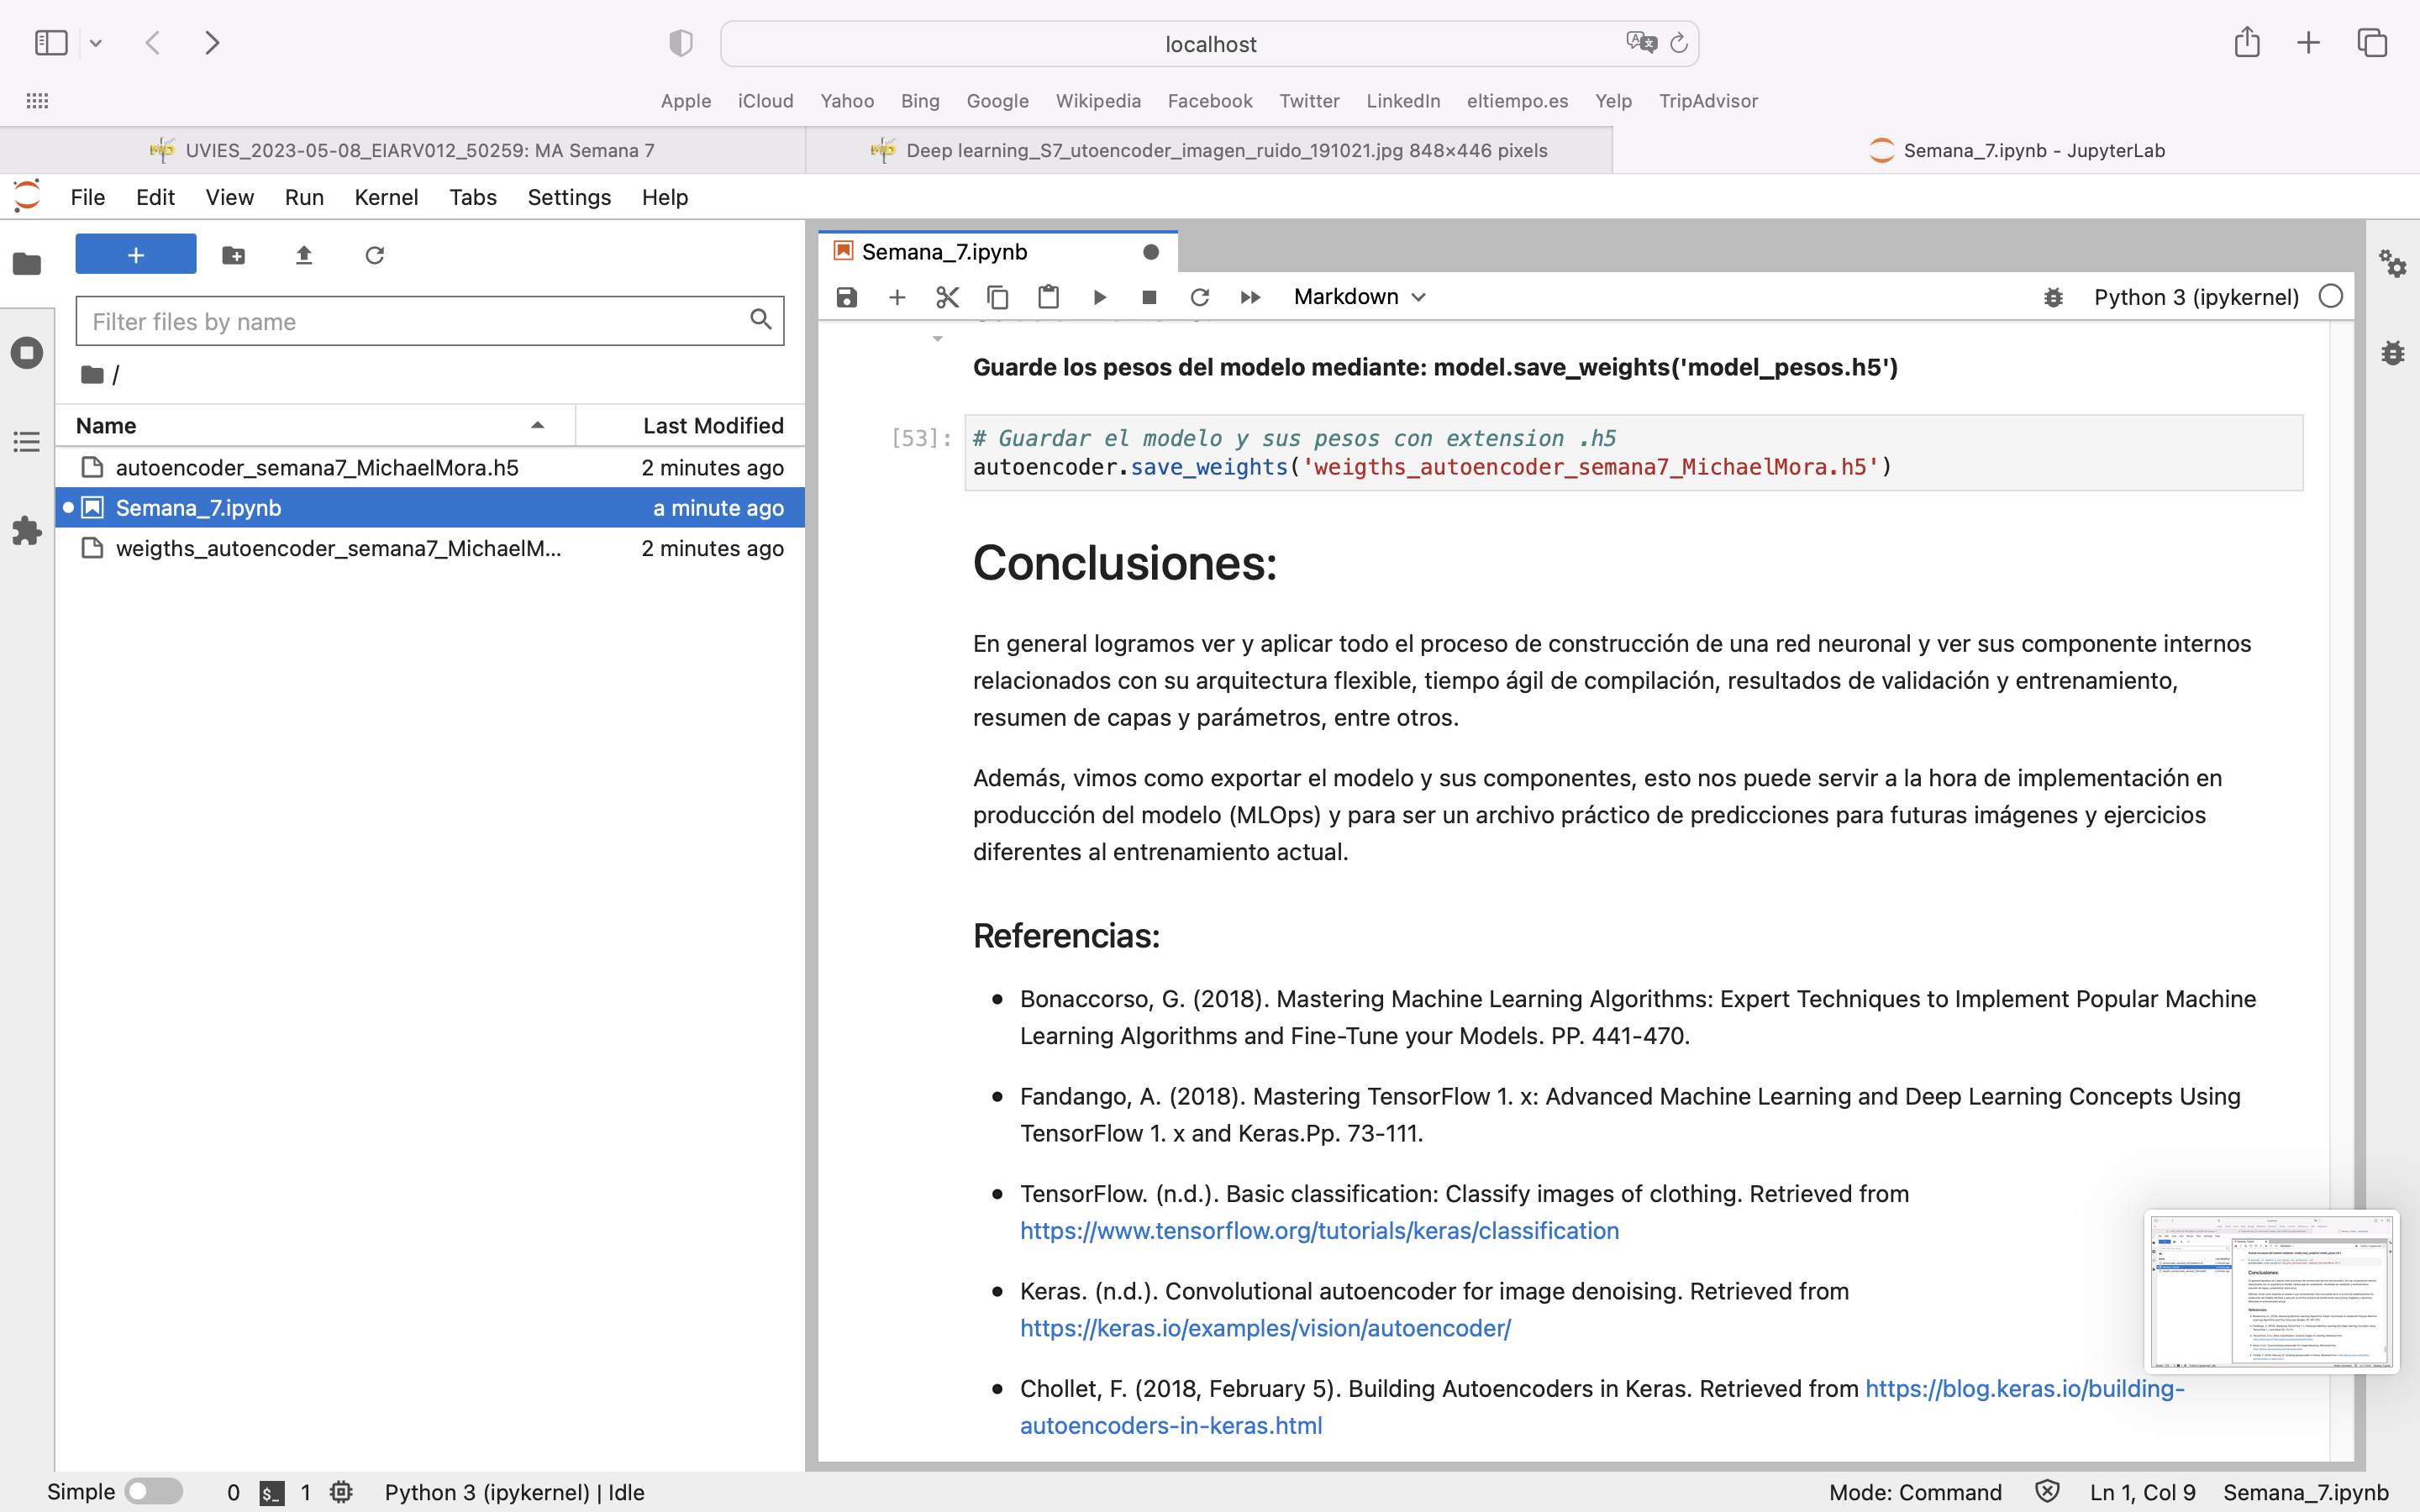 localhost
Apple iCloud Yahoo Bing Google Wikipedia Facebook Twitter LinkedIn eltiempo.es Yelp TripAdvisor
UVIES_2023-05-08_EIARV012_50259: MA Semana 7
Deep learning_S7_utoencoder_imagen_ruido_191021.jpg 848×446 pixels
Semana_7.ipynb - JupyterLab
File Edit View Run Kernel Tabs Settings Help
+
Filter files by name
/
Name Last Modified
autoencoder_semana7_MichaelMora.h5 2 minutes ago
Semana_7.ipynb a minute ago
weigths_autoencoder_semana7_MichaelM... 2 minutes ago
Semana_7.ipynb
Markdown
Python 3 (ipykernel)
Guarde los pesos del modelo mediante: model.save_weights('model_pesos.h5')
[53]:
# Guardar el modelo y sus pesos con extension .h5
autoencoder.save_weights('weigths_autoencoder_semana7_MichaelMora.h5')
Conclusiones:
En general logramos ver y aplicar todo el proceso de construcción de una red neuronal y ver sus componente internos
relacionados con su arquitectura flexible, tiempo ágil de compilación, resultados de validación y entrenamiento,
resumen de capas y parámetros, entre otros.
Además, vimos como exportar el modelo y sus componentes, esto nos puede servir a la hora de implementación en
producción del modelo (MLOps) y para ser un archivo práctico de predicciones para futuras imágenes y ejercicios
diferentes al entrenamiento actual.
Referencias:
Bonaccorso, G. (2018). Mastering Machine Learning Algorithms: Expert Techniques to Implement Popular Machine
Learning Algorithms and Fine-Tune your Models. PP. 441-470.
Fandango, A. (2018). Mastering TensorFlow 1. x: Advanced Machine Learning and Deep Learning Concepts Using
TensorFlow 1. x and Keras.Pp. 73-111.
TensorFlow. (n.d.). Basic classification: Classify images of clothing. Retrieved from
https://www.tensorflow.org/tutorials/keras/classification
Keras. (n.d.). Convolutional autoencoder for image denoising. Retrieved from
https://keras.io/examples/vision/autoencoder/
Chollet, F. (2018, February 5). Building Autoencoders in Keras. Retrieved from https://blog.keras.io/building-
autoencoders-in-keras.html
Simple 0 $_ 1 Python 3 (ipykernel) | Idle
Mode: Command Ln 1, Col 9 Semana_7.ipynb